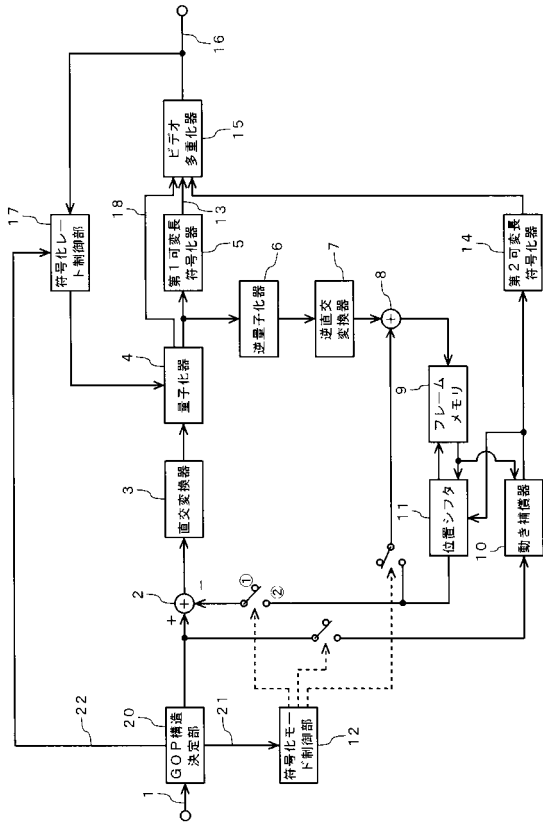 1
20
GOP構造
決定部
22
21
符号化モー
ド制御部
12
2
+
-
①
②
3
直交変換器
4
量子化器
17
符号化レー
ト制御部
18
第1可変長
符号化器
5
13
ビデオ
多重化器
15
16
6
逆量子化器
7
逆直交
変換器
8
+
9
フレーム
メモリ
11
位置シフタ
10
動き補償器
14
第2可変長
符号化器